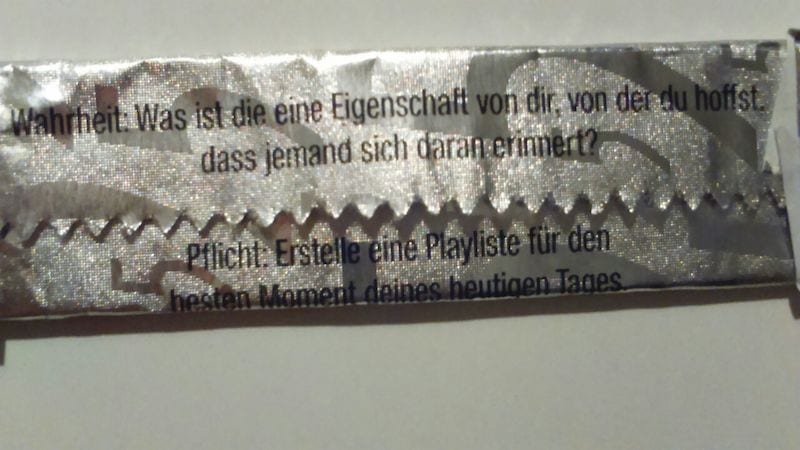 Wahrheit: Was ist die eine Eigenschaft von dir, von der du hoffst.
dass jemand sich daran erinnert?
Pflicht: Erstelle eine Playliste für den
besten Moment deines heutigen Tages.